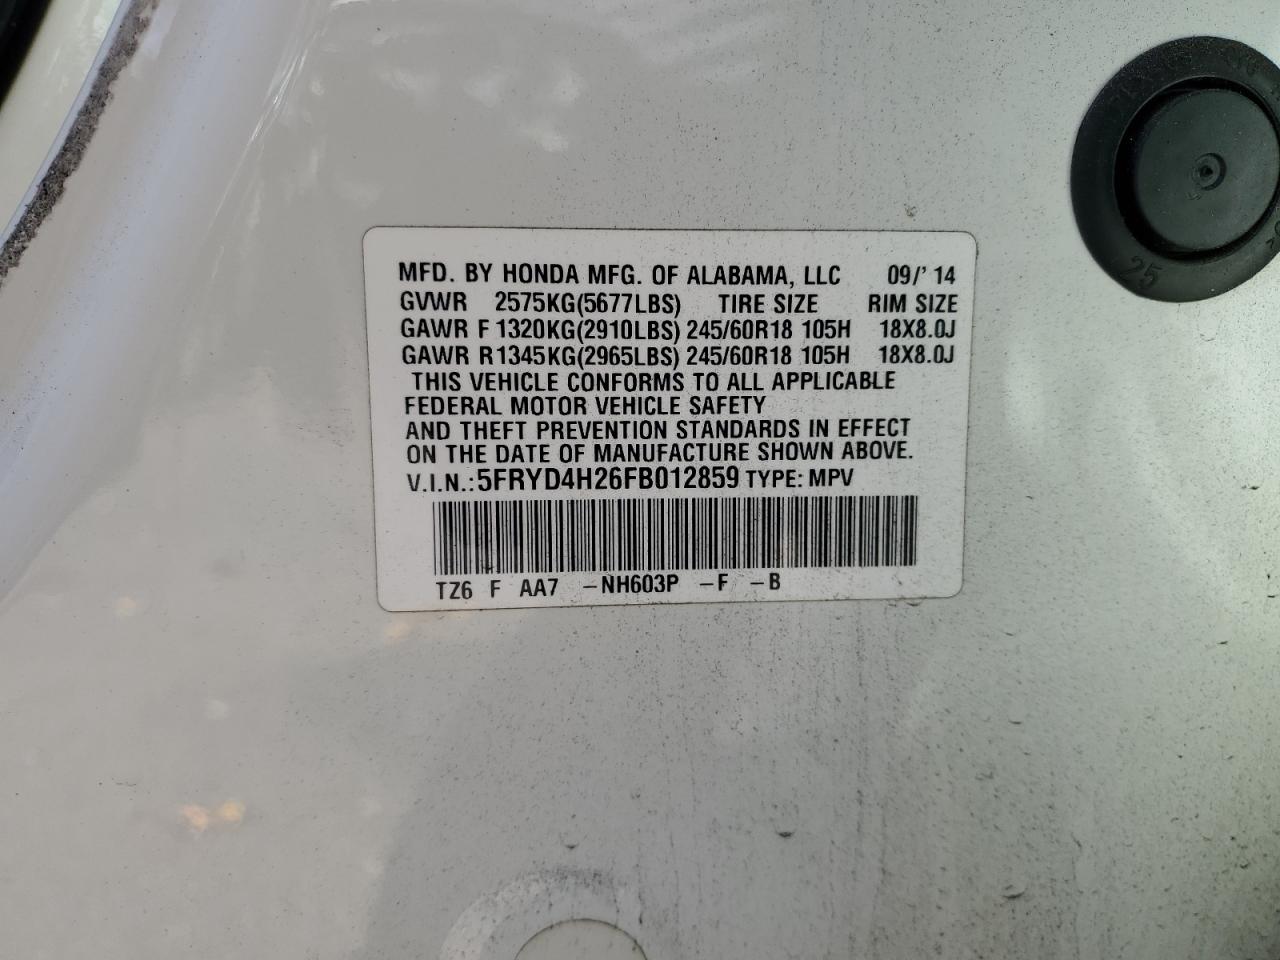 MFD. BY HONDA MFG. OF ALABAMA, LLC 09/' 14
GVWR 2575KG(5677LBS) TIRE SIZE RIM SIZE
GAWR F 1320KG(2910LBS) 245/60R18 105H 18X8.0J
GAWR R1345KG(2965LBS) 245/60R18 105H 18X8.0J
THIS VEHICLE CONFORMS TO ALL APPLICABLE
FEDERAL MOTOR VEHICLE SAFETY
AND THEFT PREVENTION STANDARDS IN EFFECT
ON THE DATE OF MANUFACTURE SHOWN ABOVE.
V.I.N.: 5FRYD4H26FB012859 TYPE: MPV
TZ6 F AA7 -NH603P -F -B
25